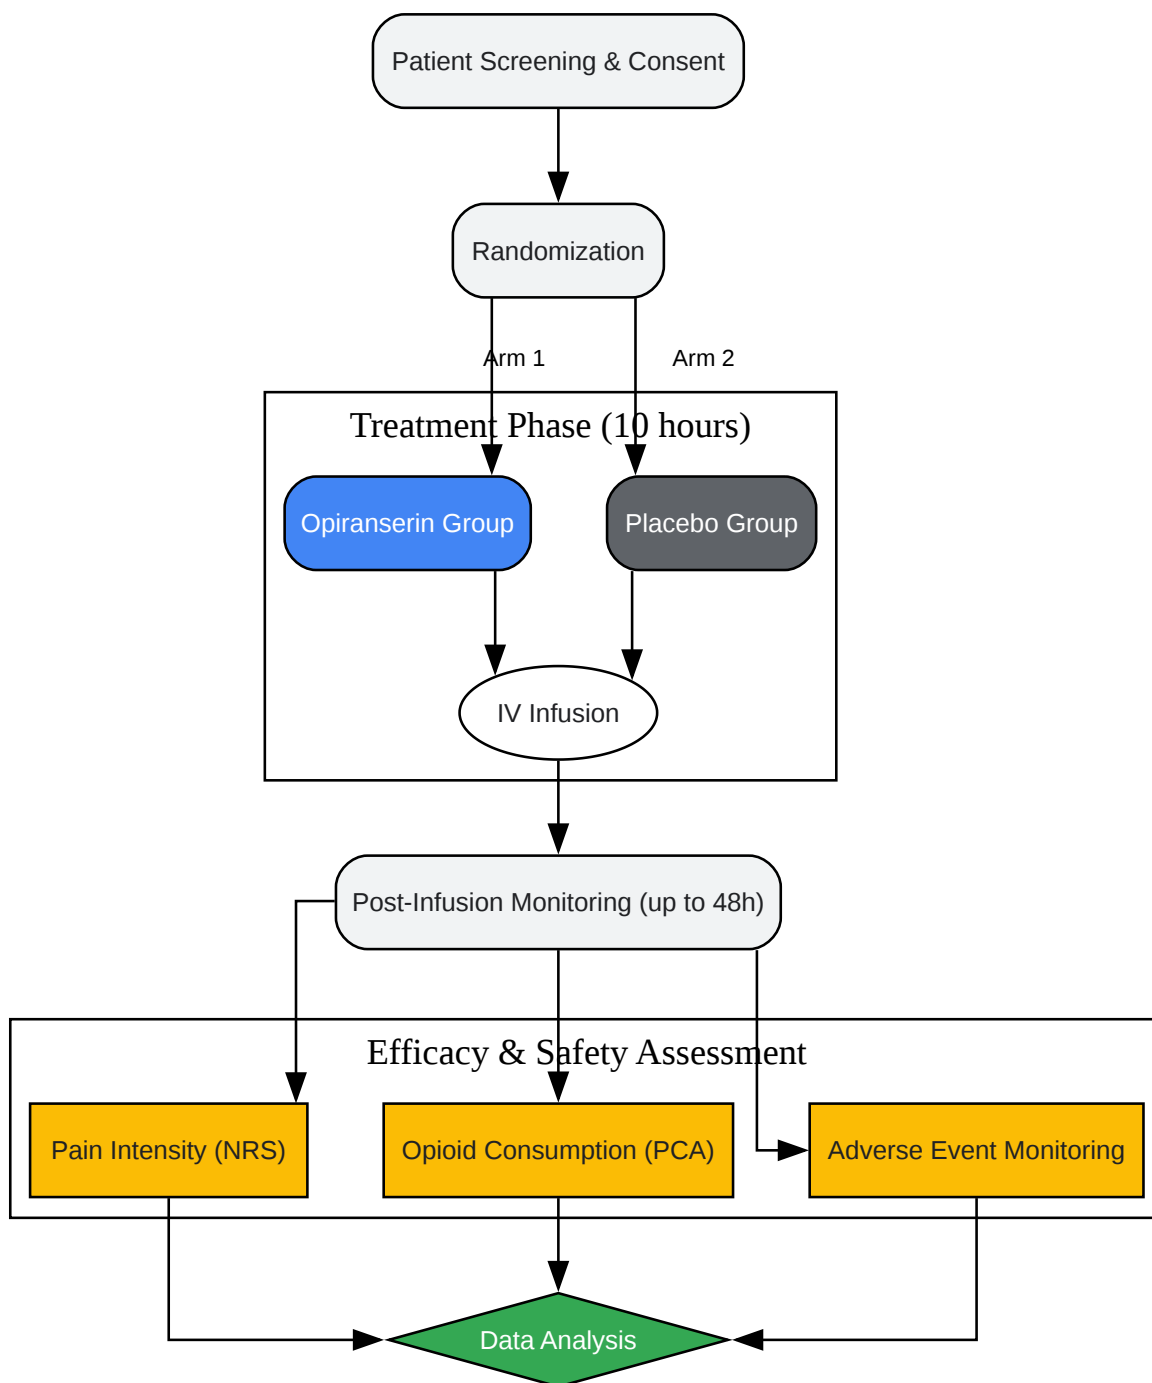 Patient Screening & Consent
Randomization
Arm 1
Arm 2
Treatment Phase (10 hours)
Opiranserin Group
Placebo Group
IV Infusion
Post-Infusion Monitoring (up to 48h)
Efficacy & Safety Assessment
Pain Intensity (NRS)
Opioid Consumption (PCA)
Adverse Event Monitoring
Data Analysis